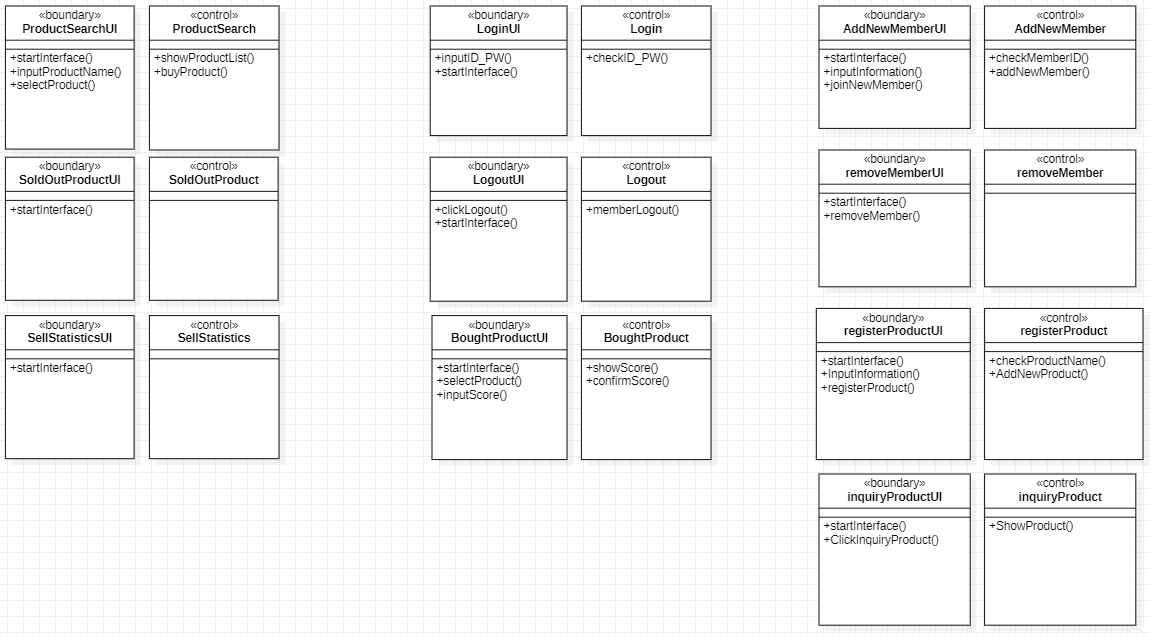 «boundary»
ProductSearchUI
+startInterface()
+inputProductName()
+selectProduct()
«control»
ProductSearch
+showProductList()
+buyProduct()
«boundary»
LoginUI
+inputID_PW()
+startInterface()
«control»
Login
+checkID_PW()
«boundary»
AddNewMemberUI
+startInterface()
+inputInformation()
+joinNewMember()
«control»
AddNewMember
+checkMemberID()
+addNewMember()
«boundary»
SoldOutProductUI
+startInterface()
«control»
SoldOutProduct
«boundary»
LogoutUI
+clickLogout()
+startInterface()
«control»
Logout
+memberLogout()
«boundary»
removeMemberUI
+startInterface()
+removeMember()
«control»
removeMember
«boundary»
SellStatisticsUI
+startInterface()
«control»
SellStatistics
«boundary»
BoughtProductUI
+startInterface()
+selectProduct()
+inputScore()
«control»
BoughtProduct
+showScore()
+confirmScore()
«boundary»
registerProductUI
+startInterface()
+InputInformation()
+registerProduct()
«control»
registerProduct
+checkProductName()
+AddNewProduct()
«boundary»
inquiryProductUI
+startInterface()
+ClickInquiryProduct()
«control»
inquiryProduct
+ShowProduct()